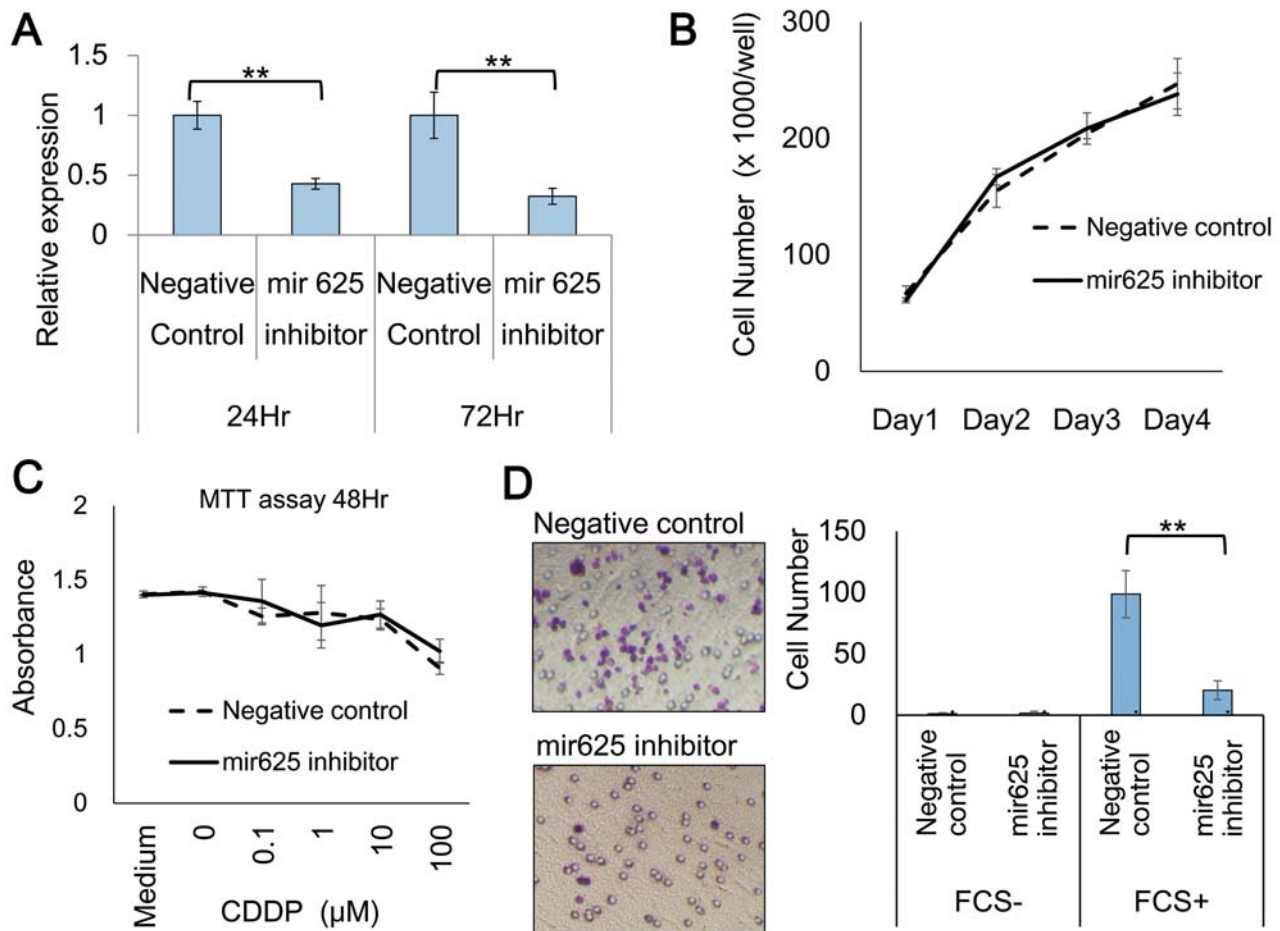 A
1.5
1
0.5
0
Relative expression
**
**
Negative Control
mir 625 inhibitor
Negative Control
mir 625 inhibitor
24Hr
72Hr
B
300
200
100
0
Cell Number (x 1000/well)
Negative control
mir625 inhibitor
Day1 Day2 Day3 Day4
C
MTT assay 48Hr
2
1.5
1
0.5
0
Absorbance
Negative control
mir625 inhibitor
Medium 0 0.1 1 10 100
CDDP (µM)
D
Negative control
mir625 inhibitor
150
100
50
0
Cell Number
**
Negative control
mir625 inhibitor
Negative control
mir625 inhibitor
FCS-
FCS+